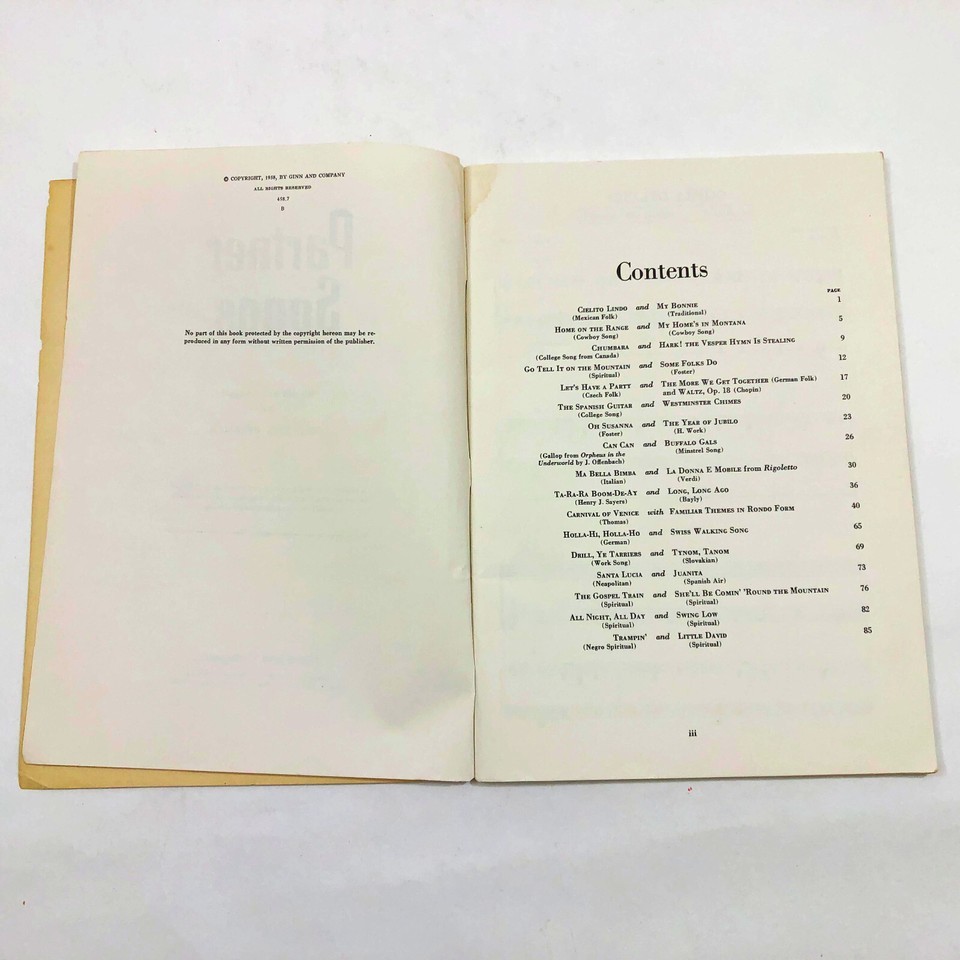 © COPYRIGHT, 1958, BY GINN AND COMPANY
ALL RIGHTS RESERVED
458.7
B
Partner
Songs
No part of this book protected by the copyright hereon may be re-
produced in any form without written permission of the publisher.
Contents
PAGE
CIELITO LINDO and MY BONNIE 1
(Mexican Folk) (Traditional)
HOME ON THE RANGE and MY HOME'S IN MONTANA 5
(Cowboy Song) (Cowboy Song)
CHUMBARA and HARK! THE VESPER HYMN IS STEALING 9
(College Song from Canada)
GO TELL IT ON THE MOUNTAIN and SOME FOLKS DO 12
(Spiritual) (Foster)
LET'S HAVE A PARTY and THE MORE WE GET TOGETHER (German Folk) 17
(Czech Folk) and WALTZ, Op. 18 (Chopin)
THE SPANISH GUITAR and WESTMINSTER CHIMES 20
(College Song)
OH SUSANNA and THE YEAR OF JUBILO 23
(Foster) (H. Work)
CAN CAN and BUFFALO GALS 26
(Gallop from Orpheus in the (Minstrel Song)
Underworld by J. Offenbach)
MA BELLA BIMBA and LA DONNA E MOBILE from Rigoletto 30
(Italian) (Verdi)
TA-RA-RA BOOM-DE-AY and LONG, LONG AGO 36
(Henry J. Sayers) (Bayly)
CARNIVAL OF VENICE with FAMILIAR THEMES IN RONDO FORM 40
(Thomas)
HOLLA-HI, HOLLA-HO and SWISS WALKING SONG 65
(German)
DRILL, YE TARRIERS and TYNOM, TANOM 69
(Work Song) (Slovakian)
SANTA LUCIA and JUANITA 73
(Neapolitan) (Spanish Air)
THE GOSPEL TRAIN and SHE'LL BE COMIN' 'ROUND THE MOUNTAIN 76
(Spiritual) (Spiritual)
ALL NIGHT, ALL DAY and SWING LOW 82
(Spiritual) (Spiritual)
TRAMPIN' and LITTLE DAVID 85
(Negro Spiritual) (Spiritual)
iii